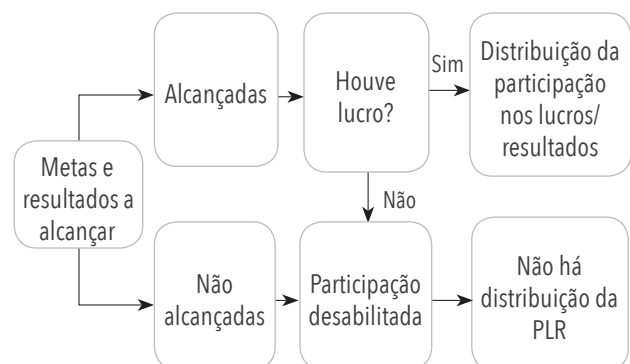 Metas e
resultados a
alcançar
Alcançadas
Houve
lucro?
Sim
Distribuição da
participação
nos lucros/
resultados
Não
Não
alcançadas
Participação
desabilitada
Não há
distribuição da
PLR